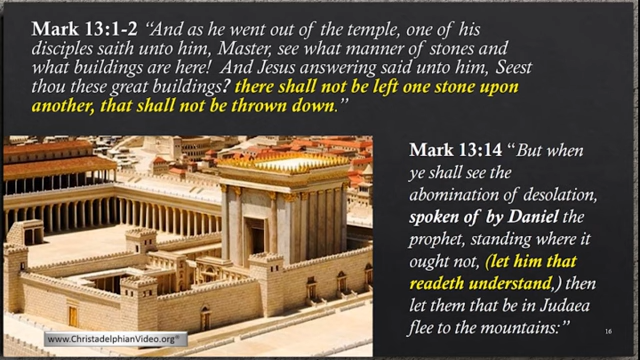 Mark 13:1-2 “And as he went out of the temple, one of his
disciples saith unto him, Master, see what manner of stones and
what buildings are here! And Jesus answering said unto him, Seest
thou these great buildings? there shall not be left one stone upon
another, that shall not be thrown down.”
Mark 13:14 “But when
ye shall see the
abomination of desolation,
spoken of by Daniel the
prophet, standing where it
ought not, (let him that
readeth understand,) then
let them that be in Judaea
flee to the mountains:”
www.ChristadelphianVideo.org®
16